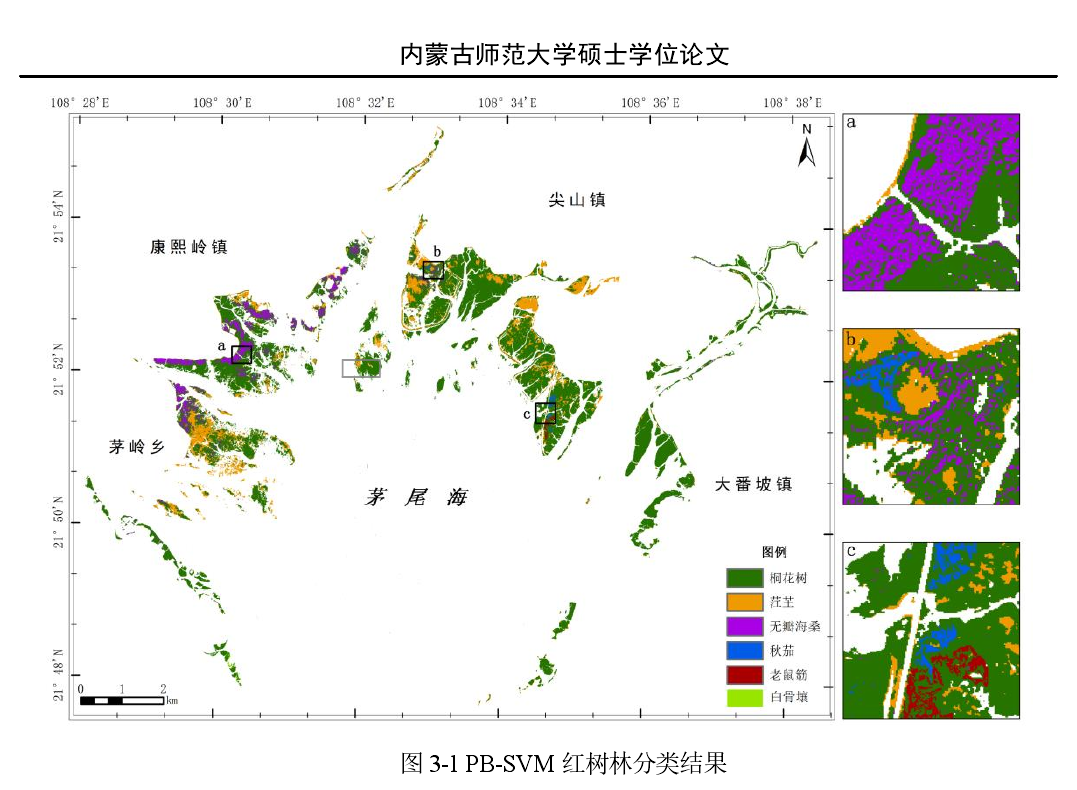 内蒙古师范大学硕士学位论文
108° 28'E 108° 30'E 108° 32'E 108° 34'E 108° 36'E 108° 38'E
N
a
尖山镇
21° 54'N
康熙岭镇
b
a
b
21° 52'N
c
茅岭乡
茅尾海
大番坡镇
21° 50'N
c
图例
桐花树
茳芏
无瓣海桑
秋茄
老鼠簕
白骨壤
21° 48'N
0 1 2
km
图 3-1 PB-SVM 红树林分类结果